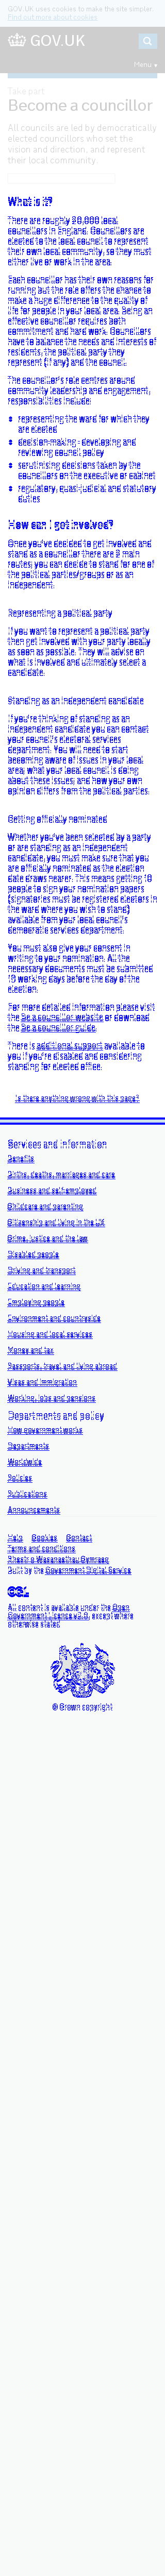 GOV.UK uses cookies to make the site simpler.
Find out more about cookies
GOV.UK
Menu
Take part
Become a councillor
All councils are led by democratically
elected councillors who set the
vision and direction, and represent
their local community.
What is it?
There are roughly 20,000 local
councillors in England. Councillors are
elected to the local council to represent
their own local community, so they must
either live or work in the area.
Each councillor has their own reasons for
running but the role offers the chance to
make a huge difference to the quality of
life for people in your local area. Being an
effective councillor requires both
commitment and hard work. Councillors
have to balance the needs and interests of
residents, the political party they
represent (if any) and the council.
The councillor's role centres around
community leadership and engagement,
responsibilities include:
• representing the ward for which they
are elected
• decision-making - developing and
reviewing council policy
• scrutinising decisions taken by the
councillors on the executive or cabinet
• regulatory, quasi-judicial and statutory
duties
How can I get involved?
Once you've decided to get involved and
stand as a councillor there are 2 main
routes, you can decide to stand for one of
the political parties/groups or as an
independent.
Representing a political party
If you want to represent a political party
then get involved with your party locally
as soon as possible. They will advise on
what is involved and ultimately select a
candidate.
Standing as an independent candidate
If you're thinking of standing as an
independent candidate you can contact
your council's electoral services
department. You will need to start
becoming aware of issues in your local
area, what your local council is doing
about these issues, and how your own
opinion differs from the political parties.
Getting officially nominated
Whether you've been selected by a party
or are standing as an independent
candidate, you must make sure that you
are officially nominated as the election
date draws nearer. This means getting 10
people to sign your nomination papers
(signatories must be registered electors in
the ward where you wish to stand)
available from your local council's
democratic services department.
You must also give your consent in
writing to your nomination. All the
necessary documents must be submitted
19 working days before the day of the
election.
For more detailed information please visit
the Be a councillor website or download
the Be a councillor guide.
There is additional support available to
you if you're disabled and considering
standing for elected office.
Is there anything wrong with this page?
Services and information
Benefits
Births, deaths, marriages and care
Business and self-employed
Childcare and parenting
Citizenship and living in the UK
Crime, justice and the law
Disabled people
Driving and transport
Education and learning
Employing people
Environment and countryside
Housing and local services
Money and tax
Passports, travel and living abroad
Visas and immigration
Working, jobs and pensions
Departments and policy
How government works
Departments
Worldwide
Policies
Publications
Announcements
Help Cookies Contact
Terms and conditions
Rhestr o Wasanaethau Cymraeg
Built by the Government Digital Service
OGL
All content is available under the Open
Government Licence v3.0, except where
otherwise stated
© Crown copyright